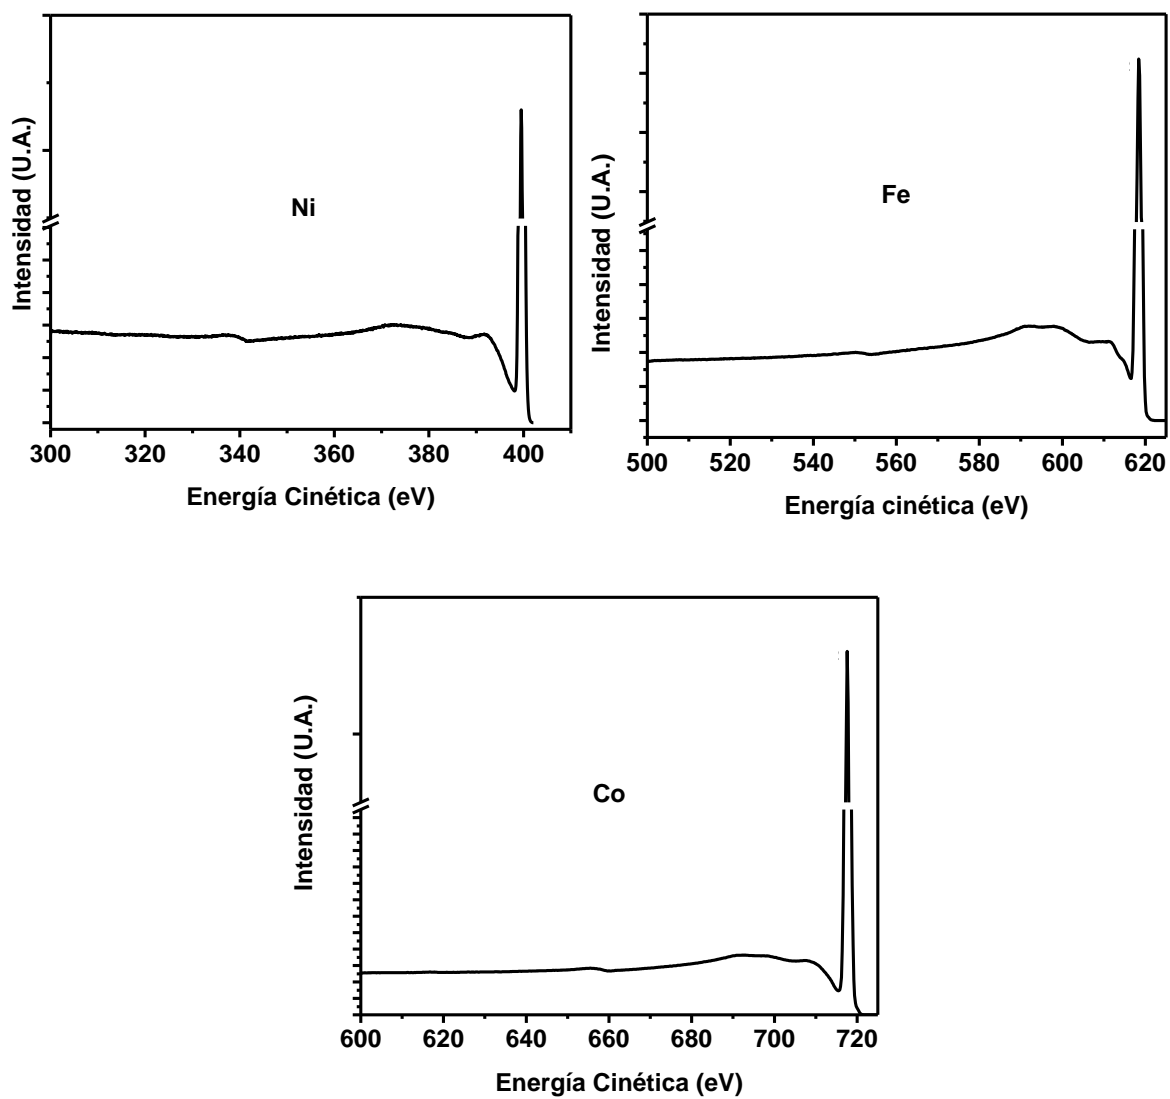 Intensidad (U.A.)
Ni
300 320 340 360 380 400
Energía Cinética (eV)
Intensidad (U.A.)
Fe
500 520 540 560 580 600 620
Energía cinética (eV)
Intensidad (U.A.)
Co
600 620 640 660 680 700 720
Energía Cinética (eV)